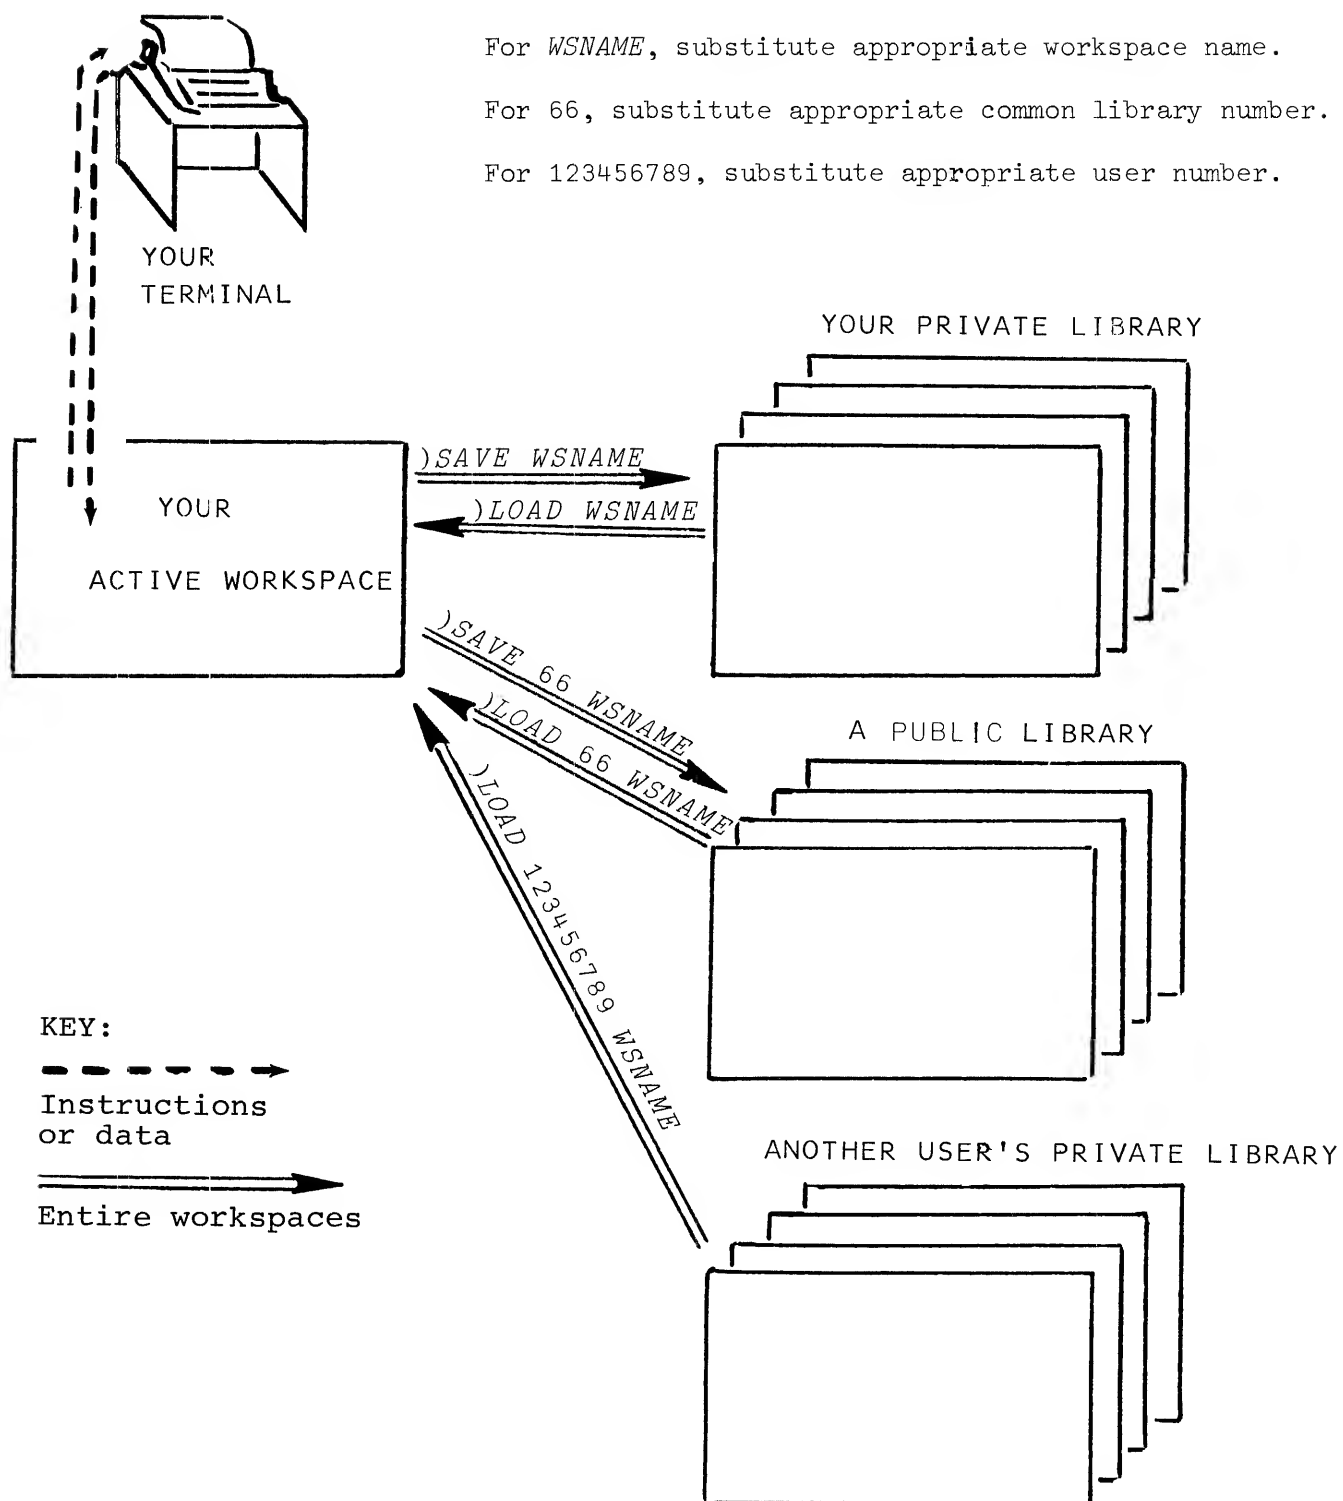 For WSNAME, substitute appropriate workspace name.
For 66, substitute appropriate common library number.
For 123456789, substitute appropriate user number.
YOUR
TERMINAL
YOUR PRIVATE LIBRARY
)SAVE WSNAME
)LOAD WSNAME
YOUR
ACTIVE WORKSPACE
)SAVE 66 WSNAME
)LOAD 66 WSNAME
A PUBLIC LIBRARY
)LOAD 123456789 WSNAME
KEY:
Instructions
or data
Entire workspaces
ANOTHER USER'S PRIVATE LIBRARY